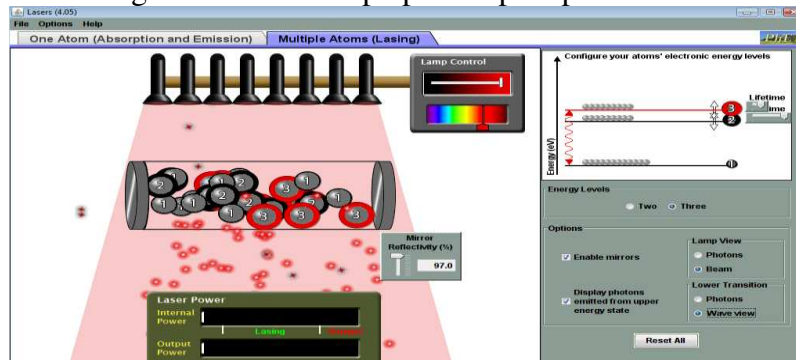 Lasers (4.05)
File Options Help
One Atom (Absorption and Emission)
Multiple Atoms (Lasing)
Lamp Control
Configure your atoms' electronic energy levels
Energy (eV)
Lifetime
3
2
1
Energy Levels
Two Three
Options
Enable mirrors
Display photons
emitted from upper
energy state
Lamp View
Photons
Beam
Lower Transition
Photons
Wave view
Reset All
Mirror
Reflectivity (%)
97.0
Laser Power
Internal
Power
Lasing
Output
Power